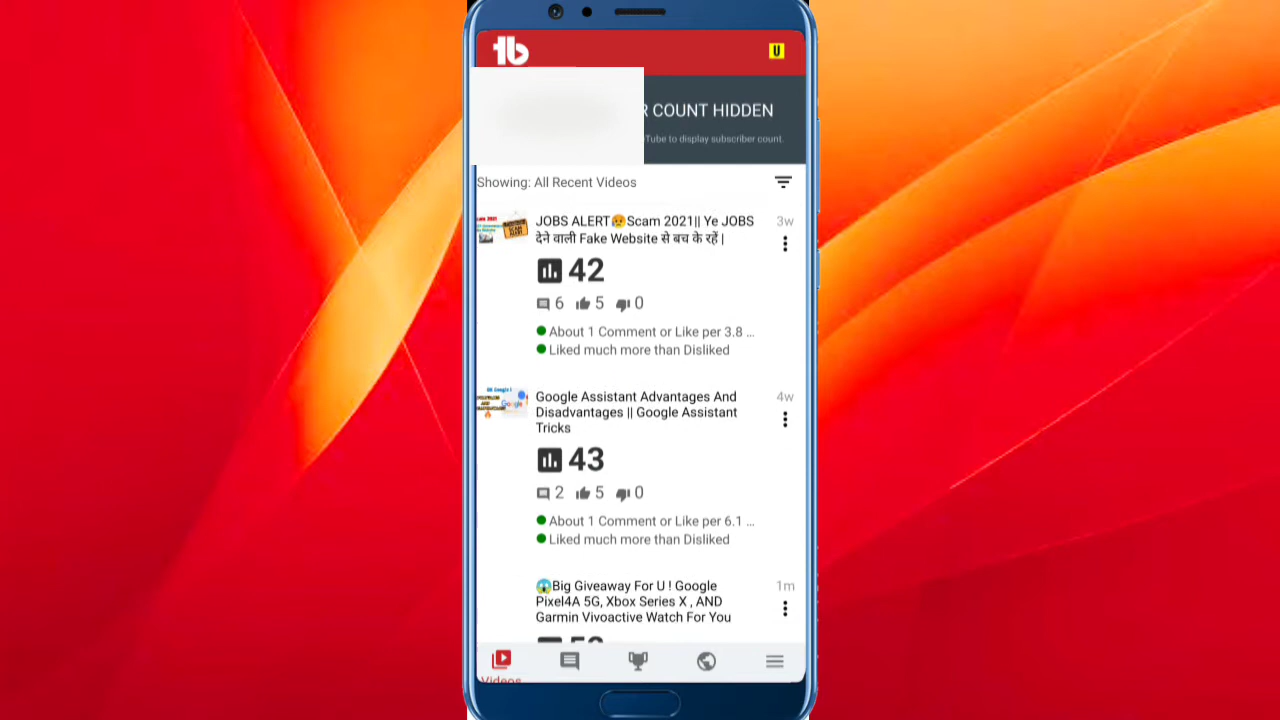 tb
U
R COUNT HIDDEN
Tube to display subscriber count.
Showing: All Recent Videos
JOBS ALERT😥Scam 2021|| Ye JOBS
3w
देने वाली Fake Website से बच के रहें |
42
6 5 0
About 1 Comment or Like per 3.8 ...
Liked much more than Disliked
Google Assistant Advantages And
4w
Disadvantages || Google Assistant
Tricks
43
2 5 0
About 1 Comment or Like per 6.1 ...
Liked much more than Disliked
😱Big Giveaway For U ! Google
1m
Pixel4A 5G, Xbox Series X , AND
Garmin Vivoactive Watch For You
Videos